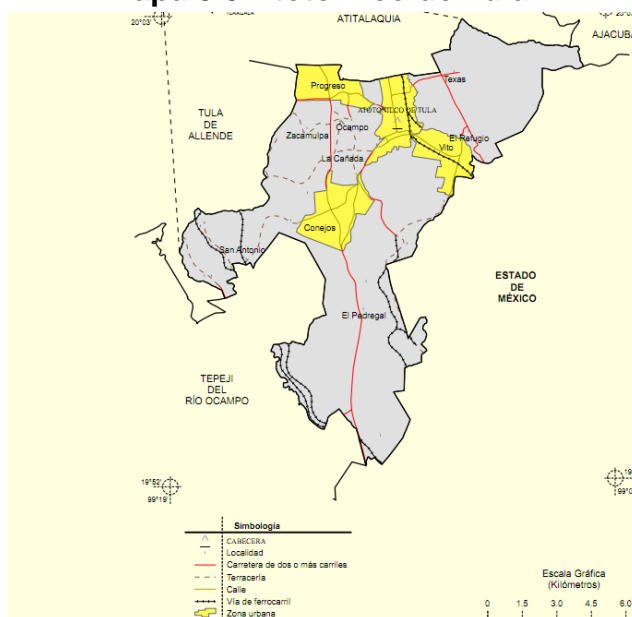 ATITALAQUIA
20°03'
AJACUBA
Texas
Progreso
ATOTONILCO DE TULA
TULA
DE
ALLENDE
Ocampo
Zacamulpa
El Refugio
Vito
La Cañada
Conejos
San Antonio
ESTADO
DE
MÉXICO
El Pedregal
TEPEJI
DEL
RÍO OCAMPO
19°52'
99°19'
Simbología
CABECERA
Localidad
Carretera de dos o más carriles
Terracería
Calle
Vía de ferrocarril
Zona urbana
Escala Gráfica
(Kilómetros)
0 1.5 3.0 4.5 6.0